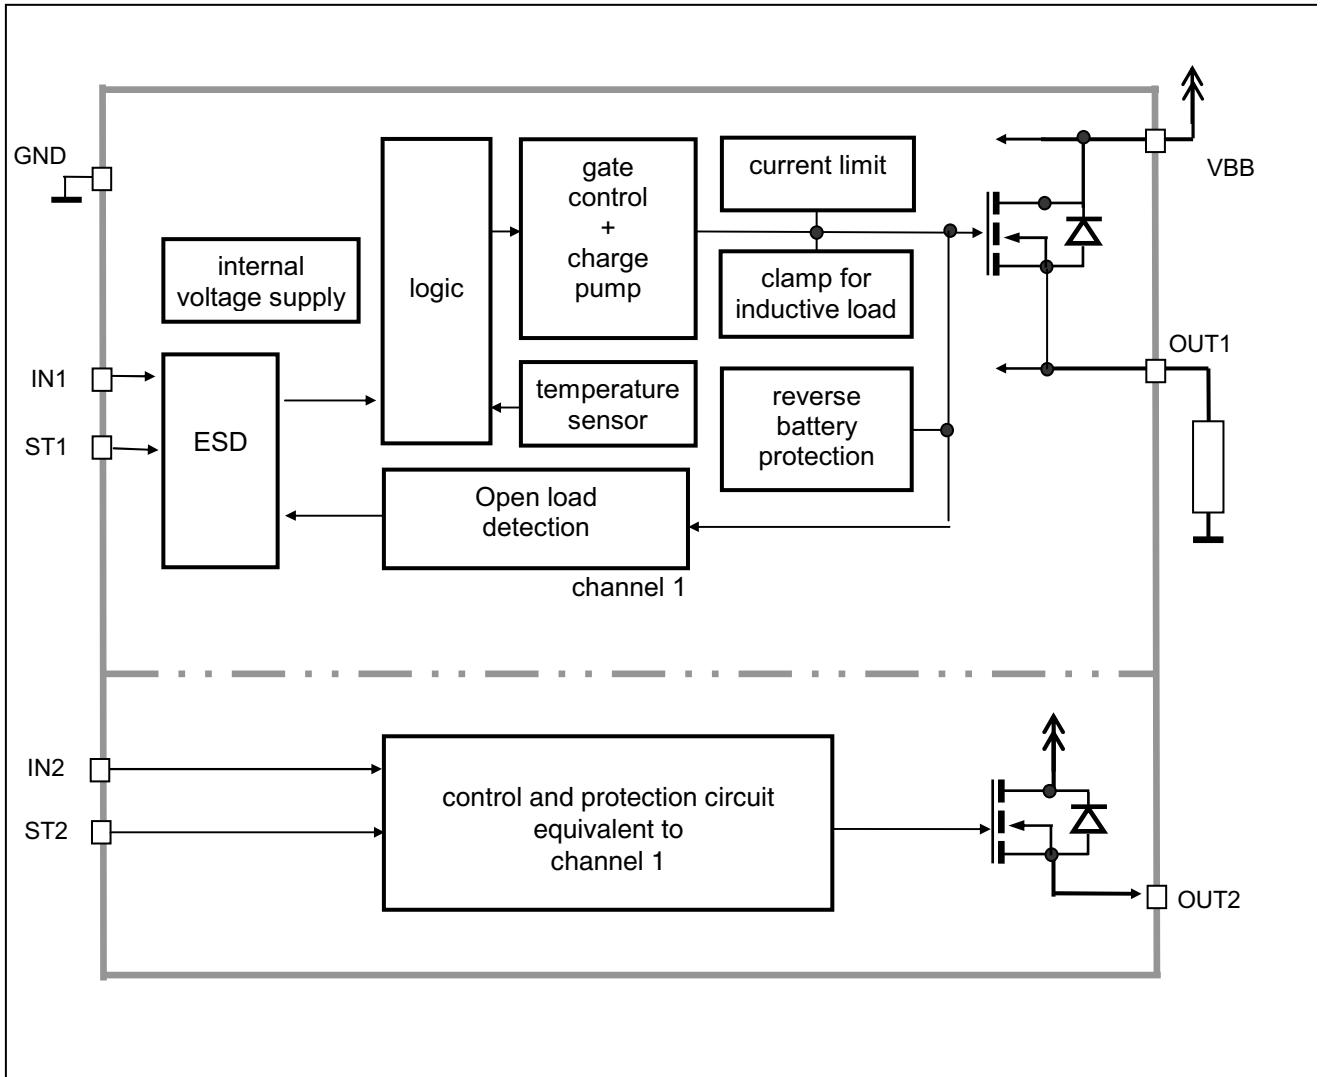 GND
VBB
gate
control
+
charge
pump
current limit
internal
voltage supply
logic
clamp for
inductive load
OUT1
IN1
ST1
ESD
temperature
sensor
reverse
battery
protection
Open load
detection
channel 1
IN2
ST2
control and protection circuit
equivalent to
channel 1
OUT2